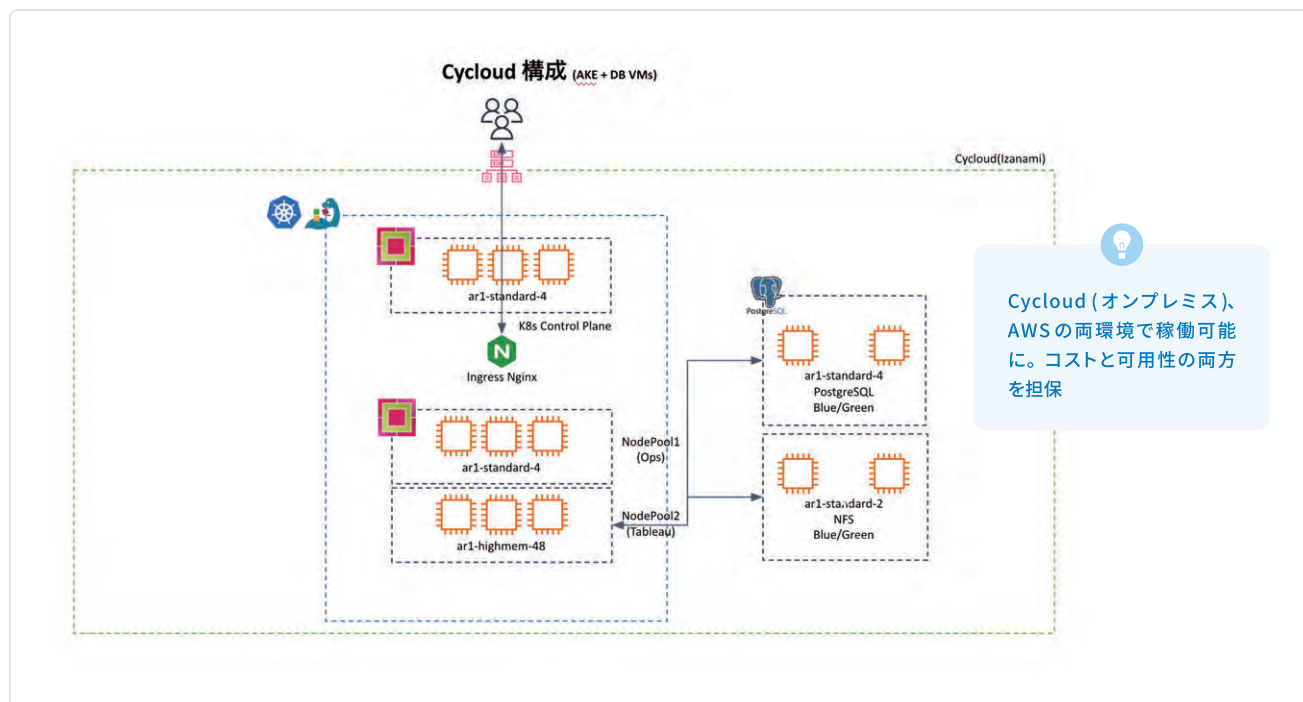 Cycloud 構成 (AKE + DB VMs)
Cycloud(Izanami)
ar1-standard-4
K8s Control Plane
Ingress Nginx
NodePool1
(Ops)
ar1-standard-4
NodePool2
(Tableau)
ar1-highmem-48
PostgreSQL
ar1-standard-4
PostgreSQL
Blue/Green
ar1-standard-2
NFS
Blue/Green
Cycloud (オンプレミス)、
AWSの両環境で稼働可能
に。コストと可用性の両方
を担保